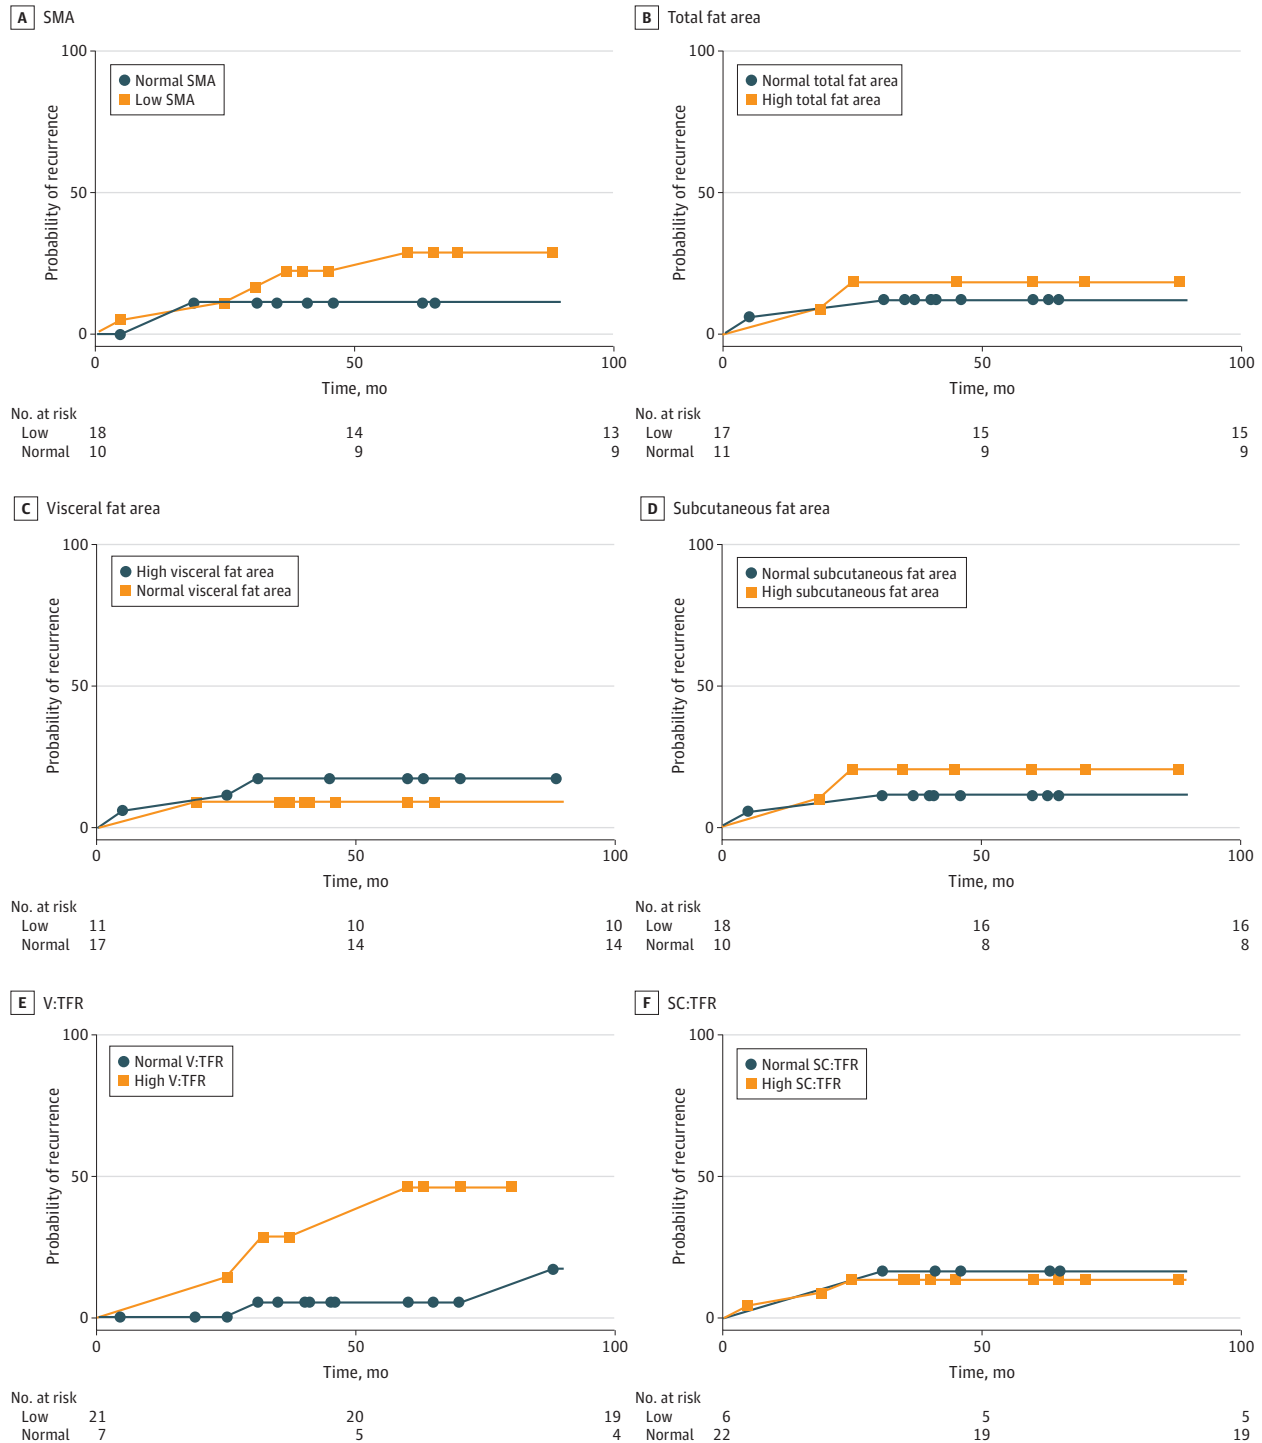 A SMA
100
50
0
Probability of recurrence
Normal SMA
Low SMA
0 50 100
Time, mo
No. at risk
Low 18 14 13
Normal 10 9 9
B Total fat area
100
50
0
Probability of recurrence
Normal total fat area
High total fat area
0 50 100
Time, mo
No. at risk
Low 17 15 15
Normal 11 9 9
C Visceral fat area
100
50
0
Probability of recurrence
High visceral fat area
Normal visceral fat area
0 50 100
Time, mo
No. at risk
Low 11 10 10
Normal 17 14 14
D Subcutaneous fat area
100
50
0
Probability of recurrence
Normal subcutaneous fat area
High subcutaneous fat area
0 50 100
Time, mo
No. at risk
Low 18 16 16
Normal 10 8 8
E V:TFR
100
50
0
Probability of recurrence
Normal V:TFR
High V:TFR
0 50 100
Time, mo
No. at risk
Low 21 20 19
Normal 7 5 4
F SC:TFR
100
50
0
Probability of recurrence
Normal SC:TFR
High SC:TFR
0 50 100
Time, mo
No. at risk
Low 6 5 5
Normal 22 19 19